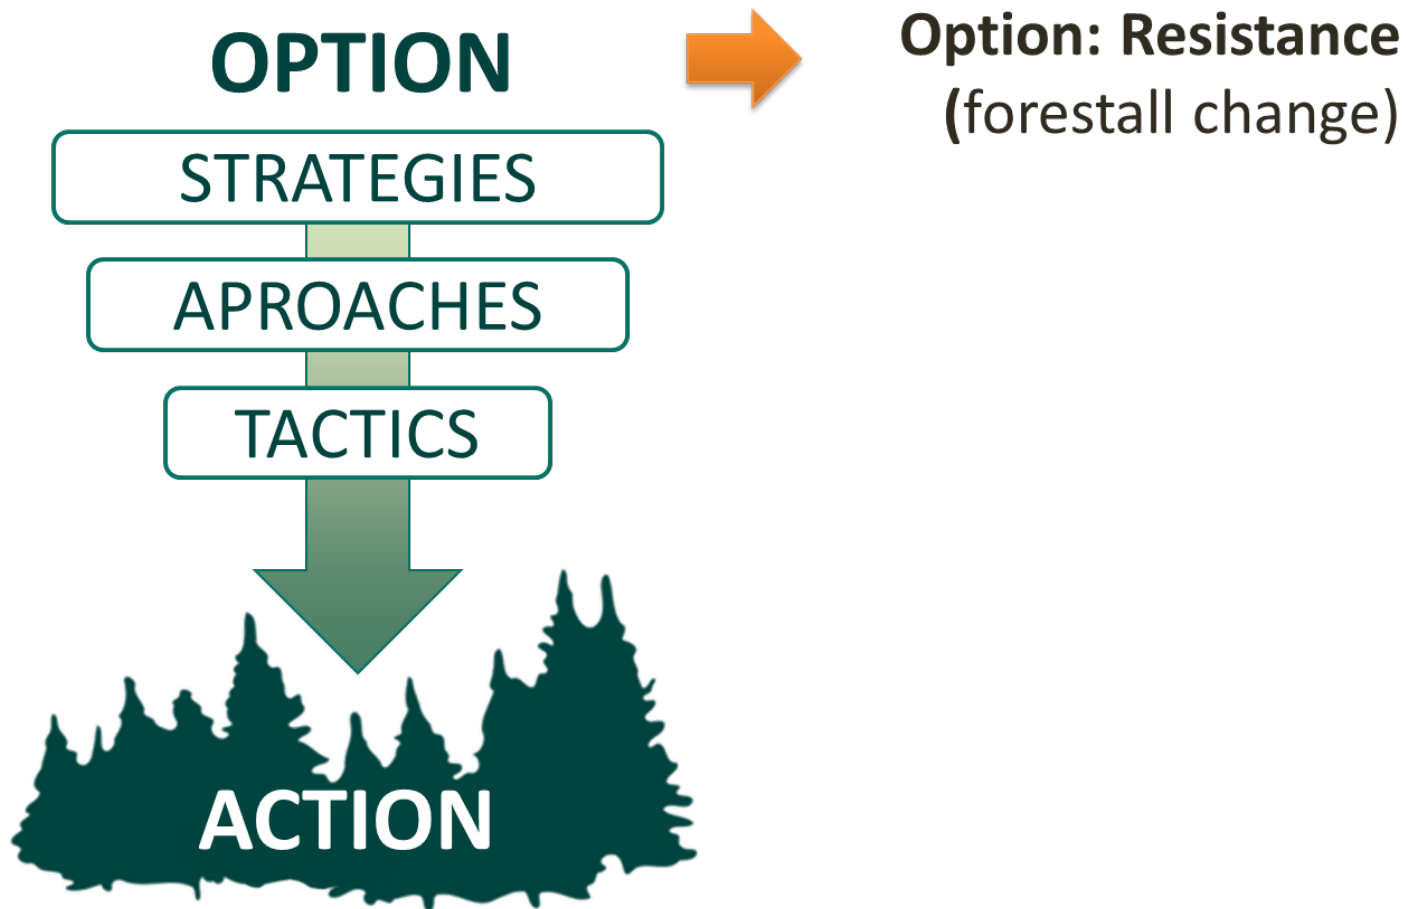 OPTION
STRATEGIES
APROACHES
TACTICS
ACTION
Option: Resistance
(forestall change)